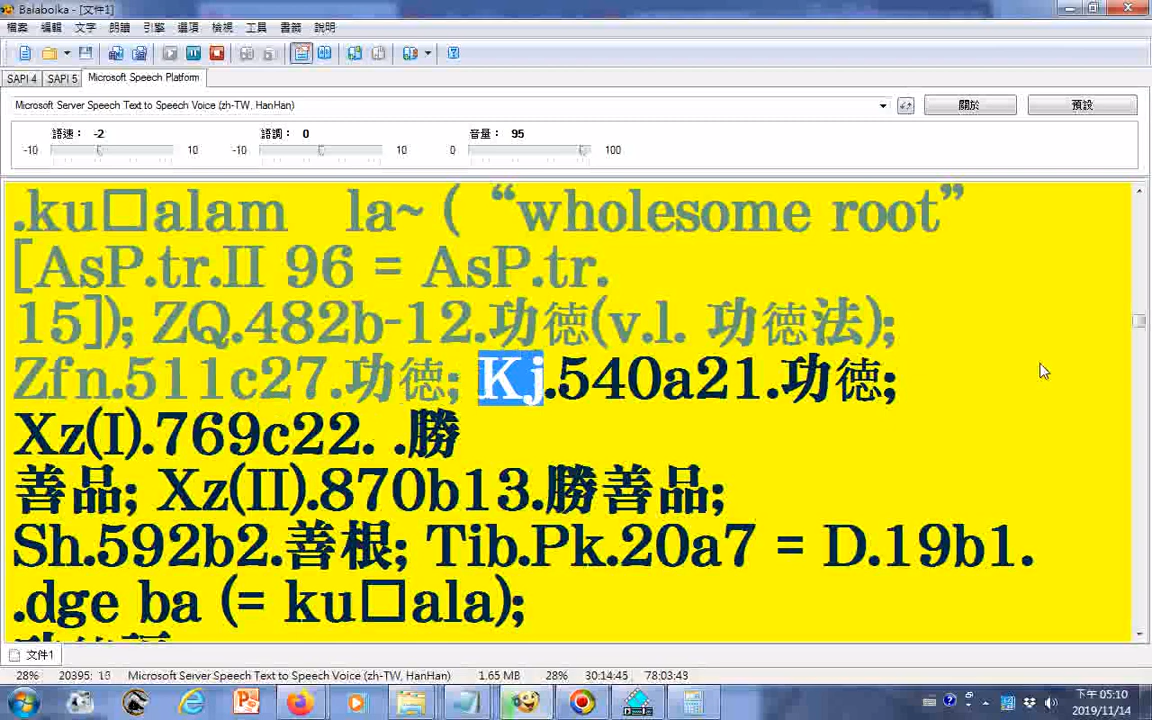 Balabolka - [文件1]
檔案 編輯 文字 朗讀 引擎 選項 檢視 工具 書籤 說明
SAPI 4 SAPI 5 Microsoft Speech Platform
Microsoft Server Speech Text to Speech Voice (zh-TW, HanHan) 關於 預設
語速： -2 語調： 0 音量： 95
-10 10 -10 10 0 100
.ku□alam la~ (“wholesome root”
[AsP.tr.II 96 = AsP.tr.
15]); ZQ.482b-12.功德(v.l. 功德法);
Zfn.511c27.功德; Kj.540a21.功德;
Xz(I).769c22. .勝
善品; Xz(II).870b13.勝善品;
Sh.592b2.善根; Tib.Pk.20a7 = D.19b1.
.dge ba (= ku□ala);
文件1
28% 20395: 13 Microsoft Server Speech Text to Speech Voice (zh-TW, HanHan) 1.65 MB 28% 30:14:45 78:03:43
下午 05:10
2019/11/14